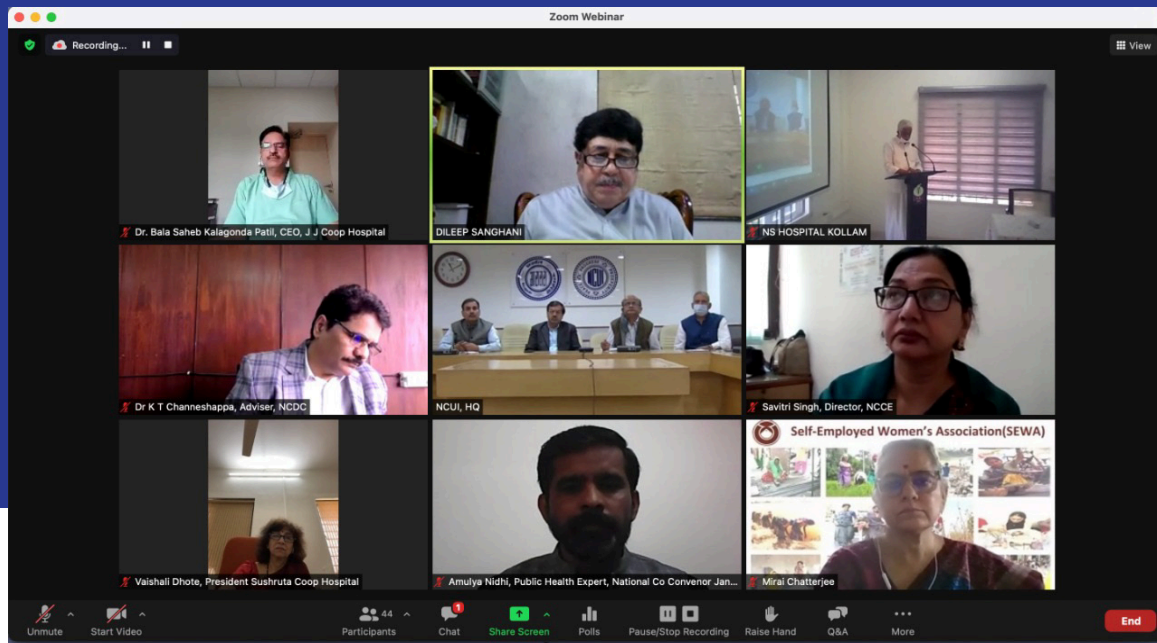 Zoom Webinar
Recording...
View
Dr. Bala Saheb Kalagonda Patil, CEO, J J Coop Hospital
DILEEP SANGHANI
NS HOSPITAL KOLLAM
Dr K T Channeshappa, Adviser, NCDC
NCUI, HQ
Savitri Singh, Director, NCCE
Self-Employed Women's Association(SEWA)
Vaishali Dhote, President Sushruta Coop Hospital
Amulya Nidhi, Public Health Expert, National Co Convenor Jan...
Mirai Chatterjee
44
1
Unmute
Start Video
Participants
Chat
Share Screen
Polls
Pause/Stop Recording
Raise Hand
Q&A
More
End